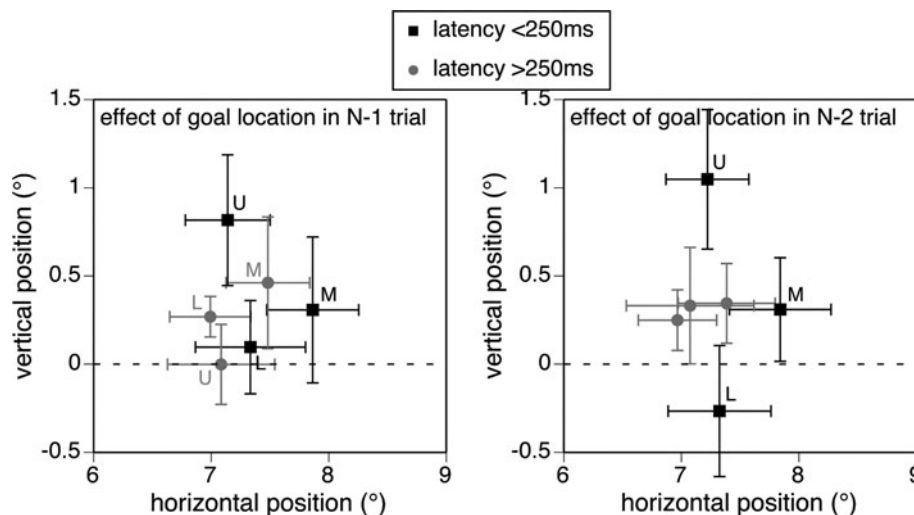 latency <250ms
latency >250ms
effect of goal location in N-1 trial
effect of goal location in N-2 trial
1.5
1
0.5
0
-0.5
vertical position (°)
U
M
L
M
L
U
6
7
8
9
horizontal position (°)
1.5
1
0.5
0
-0.5
vertical position (°)
U
M
L
6
7
8
9
horizontal position (°)